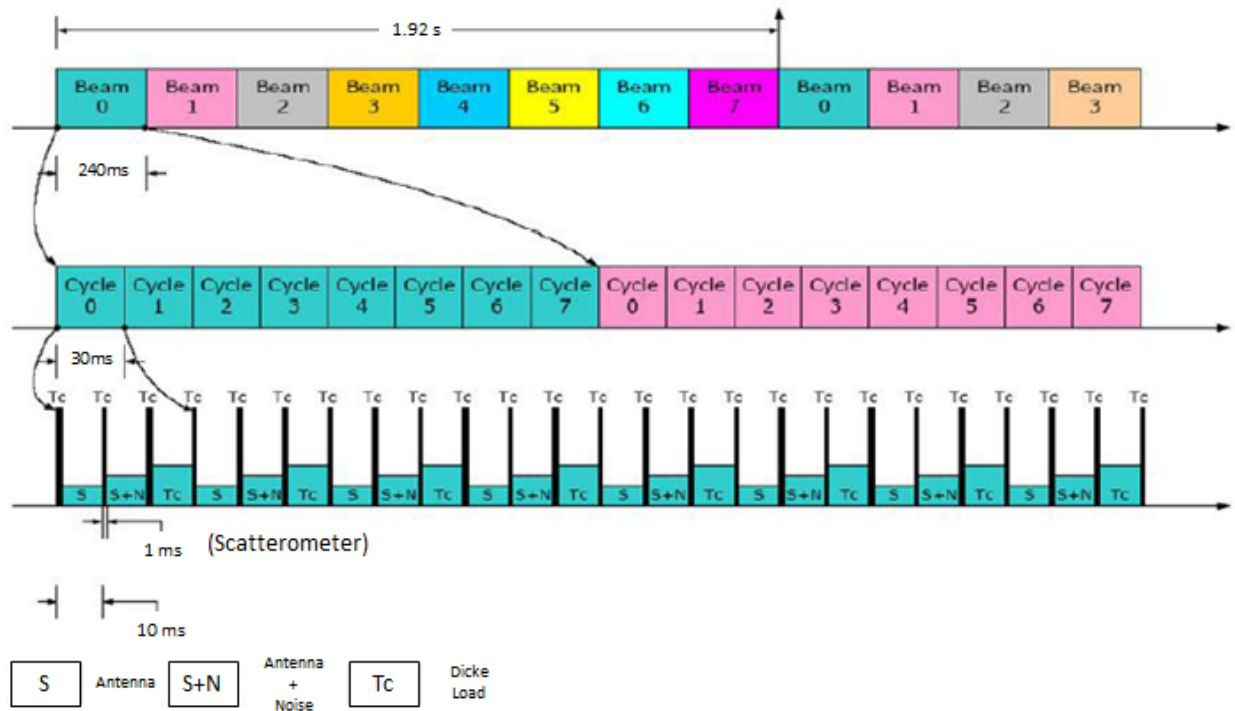 1.92 s
Beam Beam Beam Beam Beam Beam Beam Beam Beam Beam Beam Beam
0 1 2 3 4 5 6 7 0 1 2 3
240ms
Cycle Cycle Cycle Cycle Cycle Cycle Cycle Cycle Cycle Cycle Cycle Cycle Cycle Cycle Cycle Cycle
0 1 2 3 4 5 6 7 0 1 2 3 4 5 6 7
30ms
Tc Tc Tc Tc Tc Tc Tc Tc Tc Tc Tc Tc Tc Tc Tc Tc Tc Tc Tc Tc Tc Tc Tc Tc Tc
S S+N Tc S S+N Tc S S+N Tc S S+N Tc S S+N Tc S S+N Tc S S+N Tc S S+N Tc
1 ms (Scatterometer)
10 ms
S Antenna S+N Antenna + Noise Tc Dicke Load